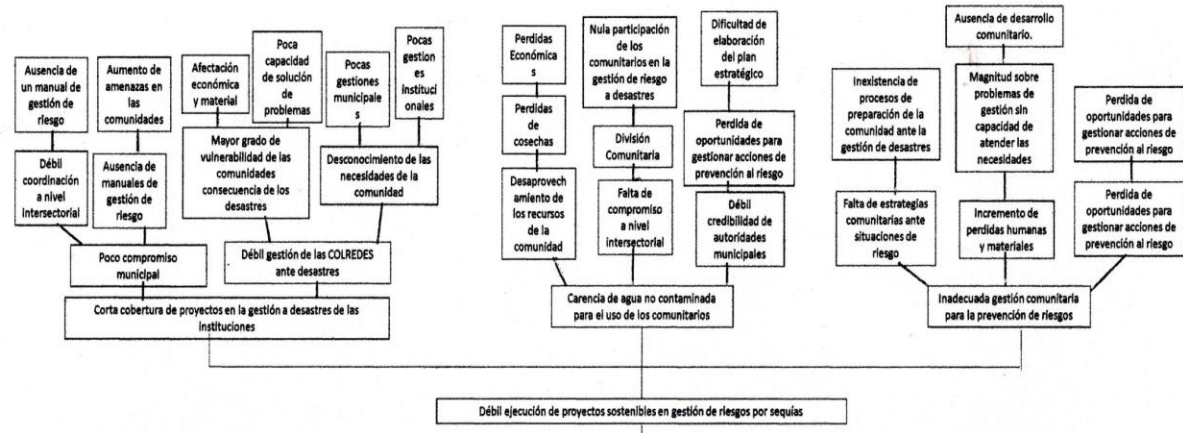 Ausencia de
un manual de
gestión de
riesgo
Débil
coordinación
a nivel
intersectorial
Aumento de
amenazas en
las
comunidades
Ausencia de
manuales de
gestión de
riesgo
Poco compromiso
municipal
Afectación
económica
y material
Poca
capacidad
de solución
de
problemas
Mayor grado de
vulnerabilidad de las
comunidades
consecuencia de los
desastres
Pocas
gestiones
municipale
s
Pocas
gestion
es
instituci
onales
Desconocimiento de las
necesidades de la
comunidad
Débil gestión de las COLREDES
ante desastres
Corta cobertura de proyectos en la gestión a desastres de las
instituciones
Perdidas
Económica
s
Perdidas
de
cosechas
Desaprovech
amiento de
los recursos
de la
comunidad
Nula participación
de los
comunitarios en la
gestión de riesgo
a desastres
División
Comunitaria
Falta de
compromiso
a nivel
intersectorial
Dificultad de
elaboración
del plan
estratégico
Perdida de
oportunidades para
gestionar acciones de
prevención al riesgo
Débil
credibilidad de
autoridades
municipales
Carencia de agua no contaminada
para el uso de los comunitarios
Inexistencia de
procesos de
preparación de la
comunidad ante la
gestión de desastres
Falta de estrategias
comunitarias ante
situaciones de
riesgo
Ausencia de desarrollo
comunitario.
Magnitud sobre
problemas de
gestión sin
capacidad de
atender las
necesidades
Incremento de
perdidas humanas
y materiales
Perdida de
oportunidades para
gestionar acciones de
prevención al riesgo
Perdida de
oportunidades para
gestionar acciones de
prevención al riesgo
Inadecuada gestión comunitaria
para la prevención de riesgos
Débil ejecución de proyectos sostenibles en gestión de riesgos por sequías